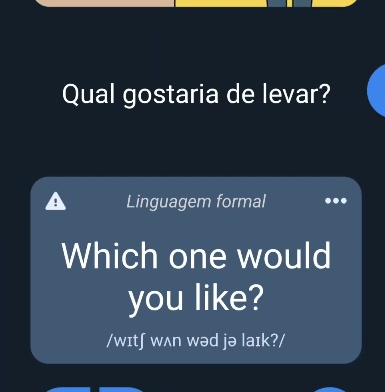 Qual gostaria de levar?
Linguagem formal
Which one would
you like?
/wɪtʃ wʌn wəd jə laɪk?/